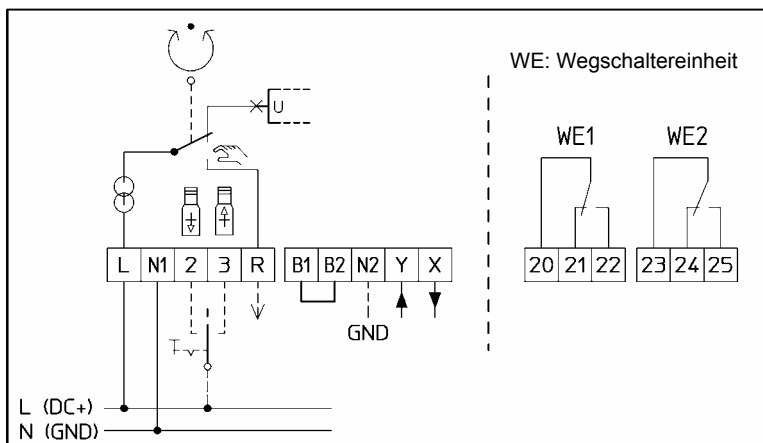 WE: Wegschaltereinheit
U
WE1 WE2
L N1 2 3 R B1 B2 N2 Y X
20 21 22 23 24 25
GND
L (DC+)
N (GND)